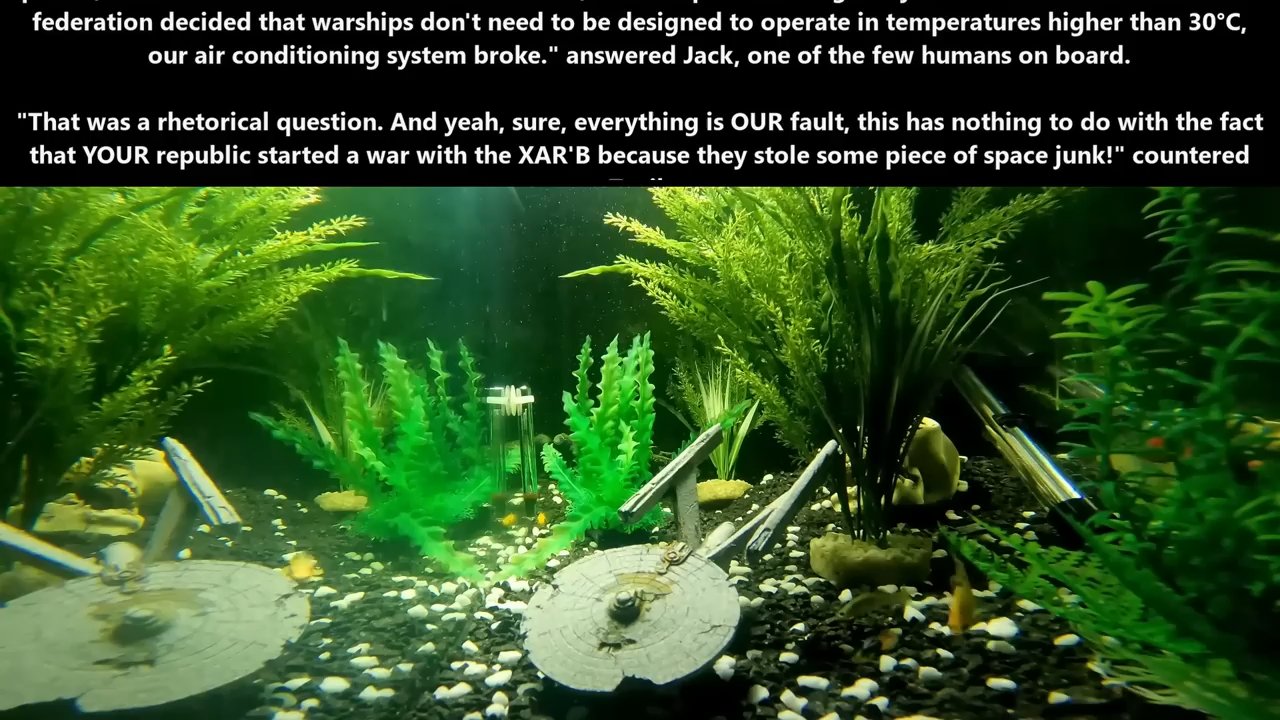 federation decided that warships don't need to be designed to operate in temperatures higher than 30°C,
our air conditioning system broke." answered Jack, one of the few humans on board.
"That was a rhetorical question. And yeah, sure, everything is OUR fault, this has nothing to do with the fact
that YOUR republic started a war with the XAR'B because they stole some piece of space junk!" countered